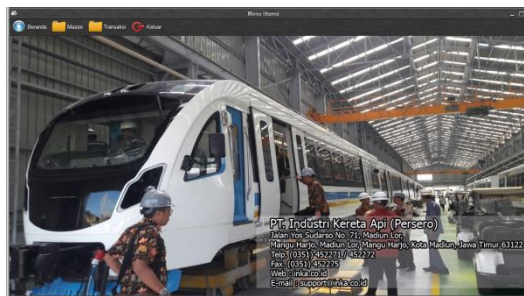 Menu Utama
Beranda Master Transaksi Keluar
PT. Industri Kereta Api (Persero)
Jalan Yos Sudarso No. 71, Madiun Lor,
Mangu Harjo, Madiun Lor, Mangu Harjo, Kota Madiun, Jawa Timur 63122
Telp. (0351) 452271 / 452272
Fax. (0351) 452275
Web : inka.co.id
E-mail : support@inka.co.id